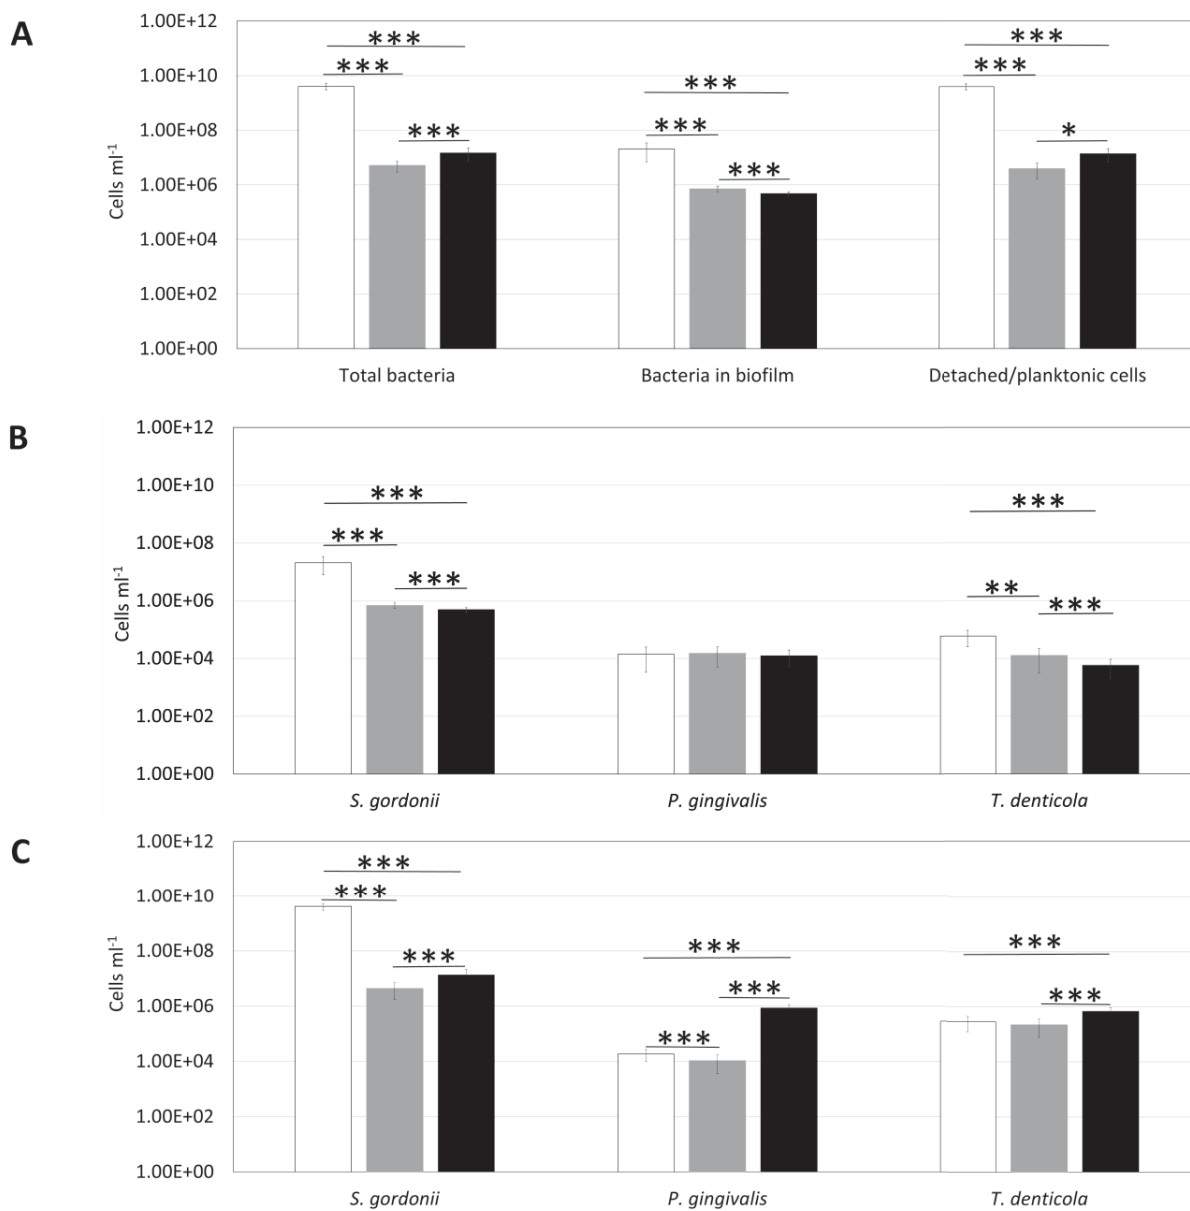 A
1.00E+12
1.00E+10
1.00E+08
1.00E+06
1.00E+04
1.00E+02
1.00E+00
Cells ml-1
***
***
***
***
***
***
***
***
*
Total bacteria
Bacteria in biofilm
Detached/planktonic cells
B
1.00E+12
1.00E+10
1.00E+08
1.00E+06
1.00E+04
1.00E+02
1.00E+00
Cells ml-1
***
***
***
***
**
***
S. gordonii
P. gingivalis
T. denticola
C
1.00E+12
1.00E+10
1.00E+08
1.00E+06
1.00E+04
1.00E+02
1.00E+00
Cells ml-1
***
***
***
***
***
***
***
***
S. gordonii
P. gingivalis
T. denticola